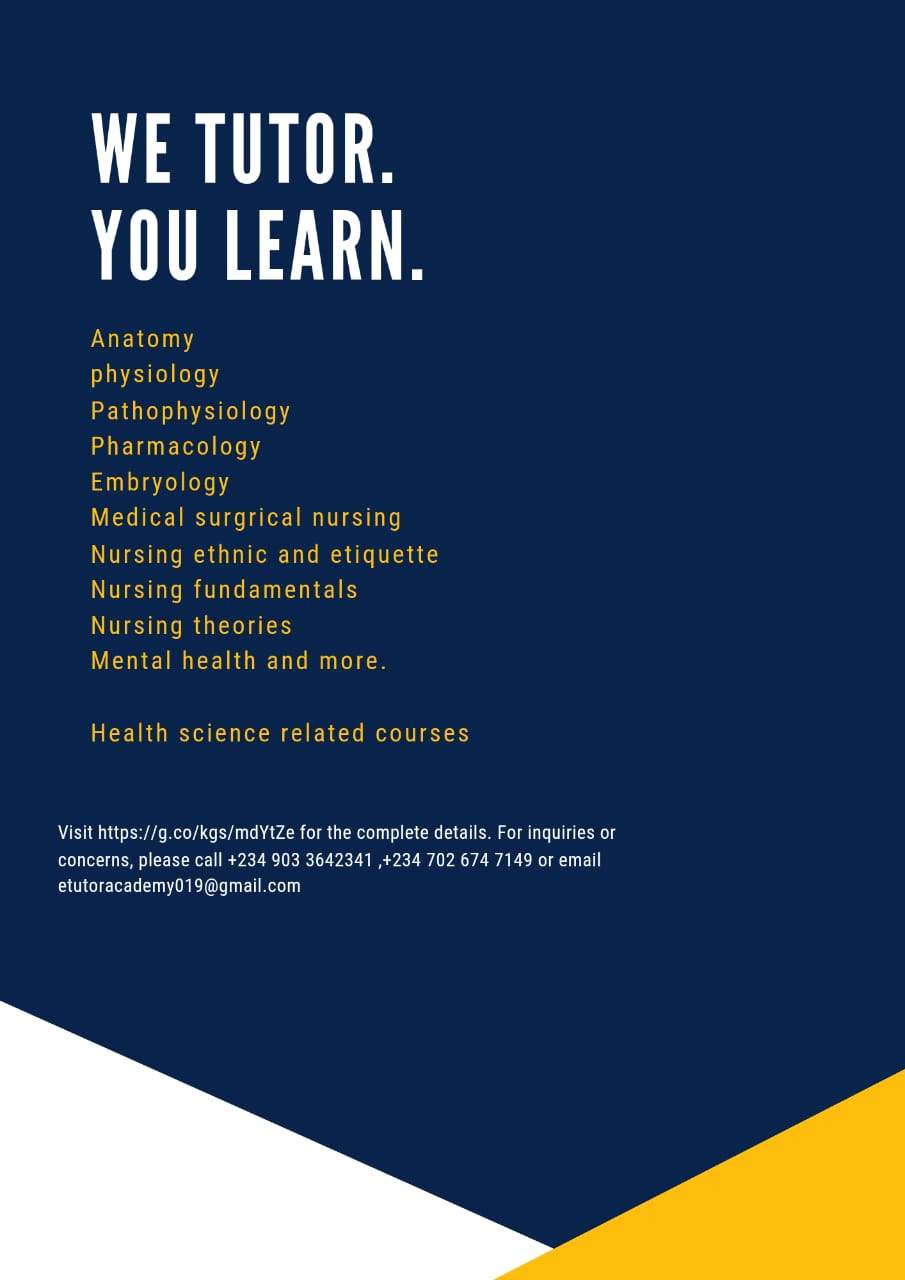 WE TUTOR.
YOU LEARN.
Anatomy
physiology
Pathophysiology
Pharmacology
Embryology
Medical surgrical nursing
Nursing ethnic and etiquette
Nursing fundamentals
Nursing theories
Mental health and more.
Health science related courses
Visit https://g.co/kgs/mdYtZe for the complete details. For inquiries or
concerns, please call +234 903 3642341 ,+234 702 674 7149 or email
etutoracademy019@gmail.com